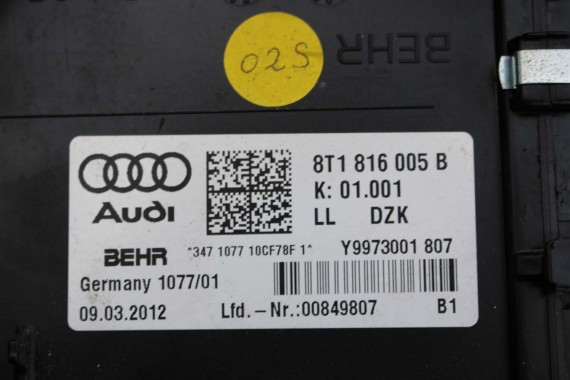 02S
BEHR
Audi
8T1 816 005 B
K: 01.001
LL DZK
BEHR
*347 1077 10CF78F 1*
Y9973001 807
Germany 1077/01
09.03.2012
Lfd.-Nr.:00849807
B1